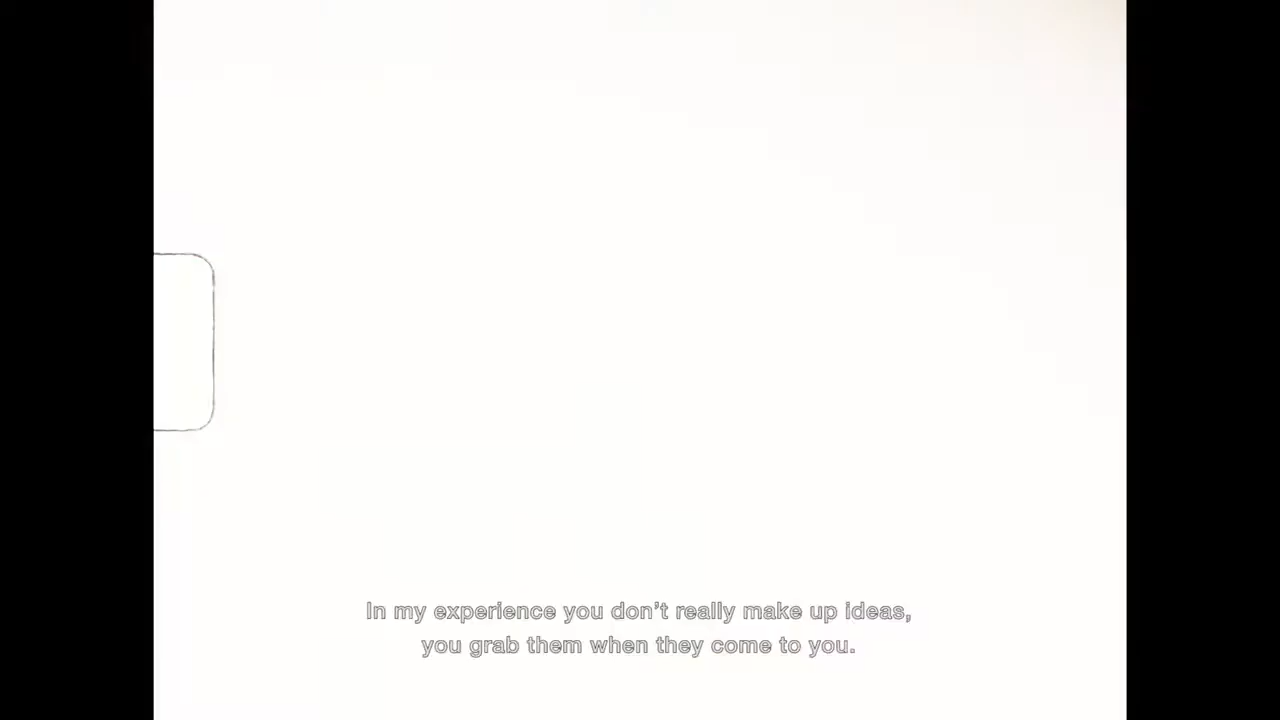 In my experience you don’t really make up ideas,
you grab them when they come to you.